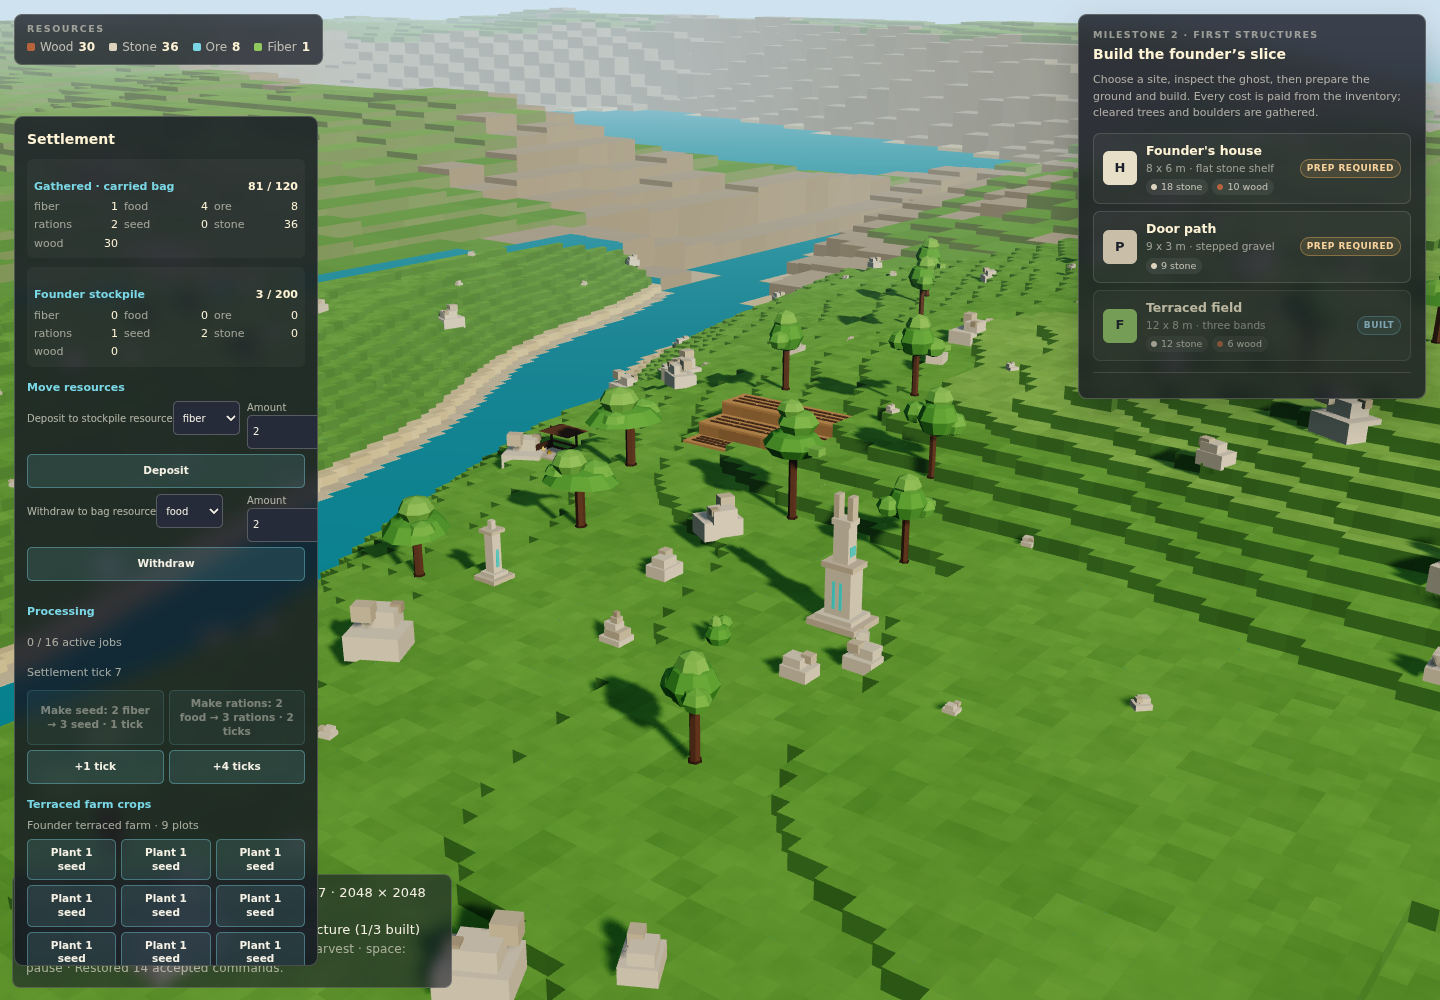 RESOURCES
Wood 30 Stone 36 Ore 8 Fiber 1
Settlement
Gathered · carried bag 81 / 120
fiber 1 food 4 ore 8
rations 2 seed 0 stone 36
wood 30
Founder stockpile 3 / 200
fiber 0 food 0 ore 0
rations 1 seed 2 stone 0
wood 0
Move resources
Deposit to stockpile resource fiber Amount
2
Deposit
Withdraw to bag resource food Amount
2
Withdraw
Processing
0 / 16 active jobs
Settlement tick 7
Make seed: 2 fiber
→ 3 seed · 1 tick
Make rations: 2
food → 3 rations · 2
ticks
+1 tick +4 ticks
Terraced farm crops
Founder terraced farm · 9 plots
Plant 1 seed Plant 1 seed Plant 1 seed
Plant 1 seed Plant 1 seed Plant 1 seed
Plant 1 seed Plant 1 seed Plant 1 seed
7 · 2048 × 2048
cture (1/3 built)
arvest · space:
pause · Restored 14 accepted commands.
MILESTONE 2 · FIRST STRUCTURES
Build the founder’s slice
Choose a site, inspect the ghost, then prepare the
ground and build. Every cost is paid from the inventory;
cleared trees and boulders are gathered.
H
Founder's house
8 x 6 m · flat stone shelf
18 stone 10 wood
PREP REQUIRED
P
Door path
9 x 3 m · stepped gravel
9 stone
PREP REQUIRED
F
Terraced field
12 x 8 m · three bands
12 stone 6 wood
BUILT